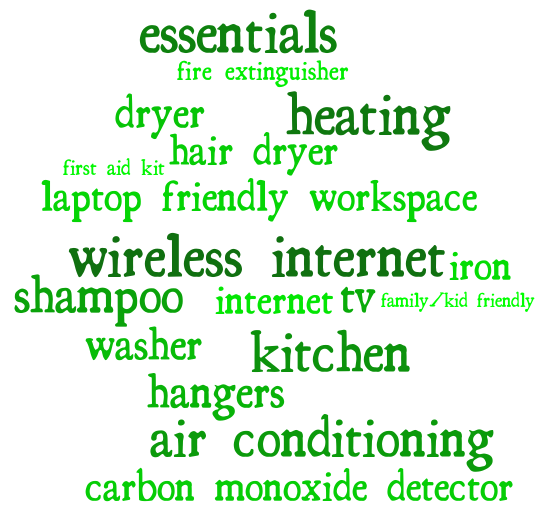 essentials
fire extinguisher
dryer heating
hair dryer
first aid kit
laptop friendly workspace
wireless internet iron
shampoo internet tv family/kid friendly
washer kitchen
hangers
air conditioning
carbon monoxide detector